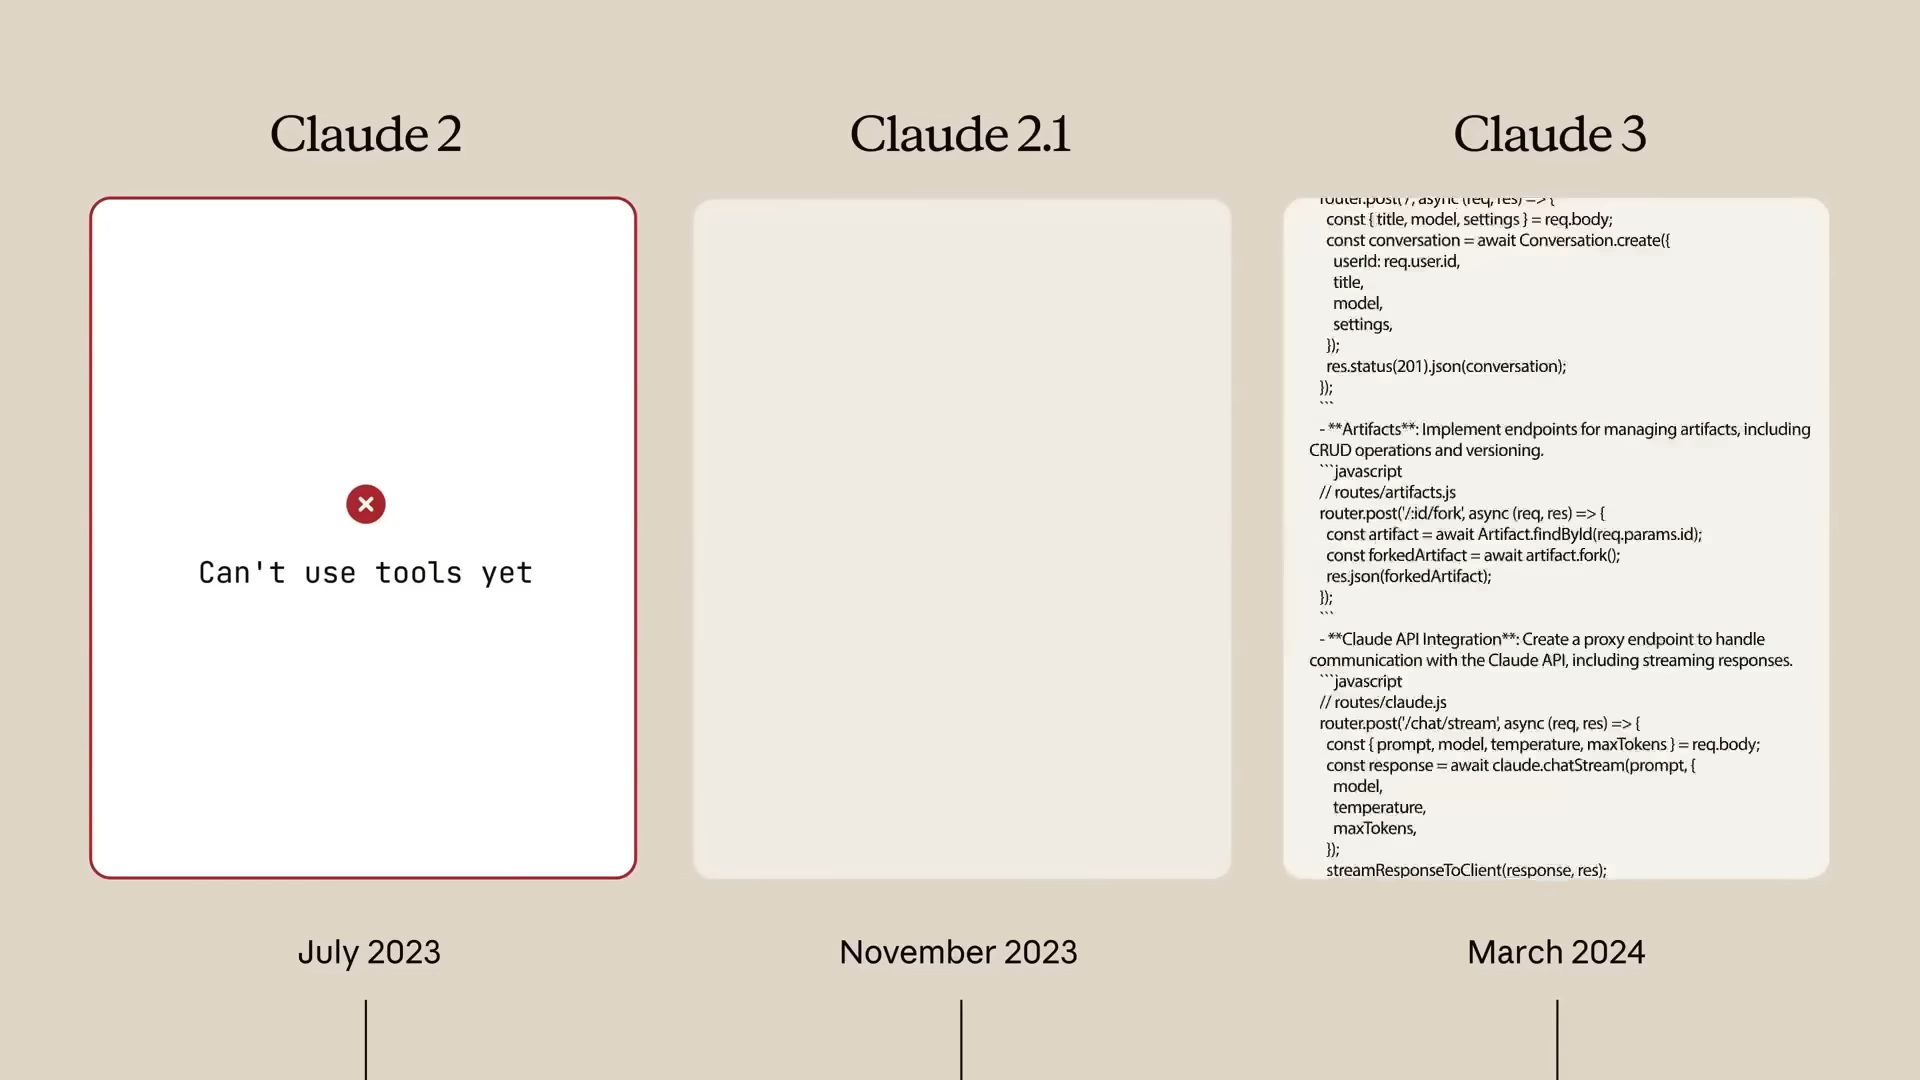 Claude 2
Can't use tools yet
July 2023
Claude 2.1
November 2023
Claude 3
router.post('/', async (req, res) => {
const { title, model, settings } = req.body;
const conversation = await Conversation.create({
userId: req.user.id,
title,
model,
settings,
});
res.status(201).json(conversation);
});
```
- **Artifacts**: Implement endpoints for managing artifacts, including
CRUD operations and versioning.
```javascript
// routes/artifacts.js
router.post('/:id/fork', async (req, res) => {
const artifact = await Artifact.findById(req.params.id);
const forkedArtifact = await artifact.fork();
res.json(forkedArtifact);
});
```
- **Claude API Integration**: Create a proxy endpoint to handle
communication with the Claude API, including streaming responses.
```javascript
// routes/claude.js
router.post('/chat/stream', async (req, res) => {
const { prompt, model, temperature, maxTokens } = req.body;
const response = await claude.chatStream(prompt, {
model,
temperature,
maxTokens,
});
streamResponseToClient(response, res);
March 2024